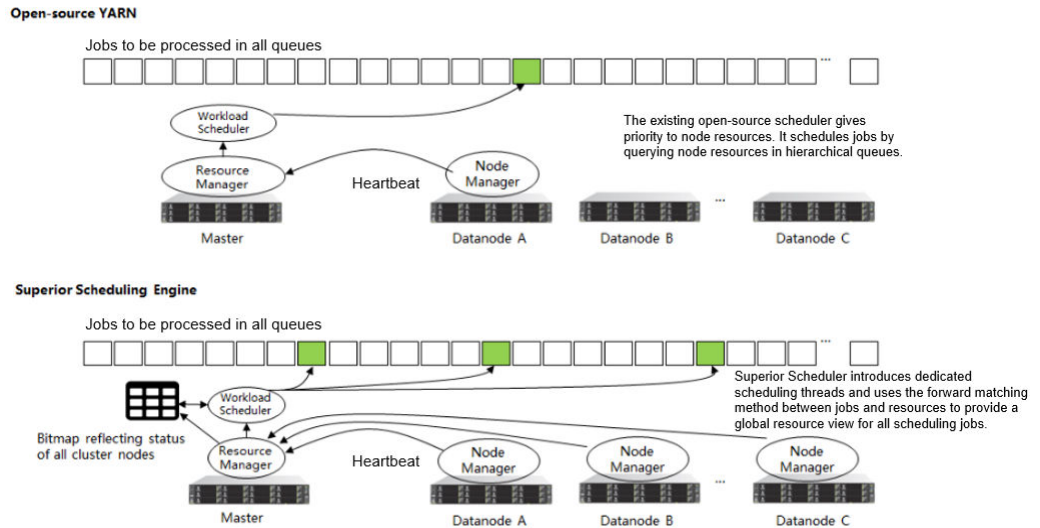 Open-source YARN
Jobs to be processed in all queues
...
Workload
Scheduler
The existing open-source scheduler gives
priority to node resources. It schedules jobs by
querying node resources in hierarchical queues.
Resource
Manager
Heartbeat
Node
Manager
...
Master
Datanode A
Datanode B
Datanode C
Superior Scheduling Engine
Jobs to be processed in all queues
...
Superior Scheduler introduces dedicated
scheduling threads and uses the forward matching
method between jobs and resources to provide a
global resource view for all scheduling jobs.
Workload
Scheduler
Bitmap reflecting status
of all cluster nodes
Resource
Manager
Heartbeat
Node
Manager
Node
Manager
Node
Manager
...
Master
Datanode A
Datanode B
Datanode C